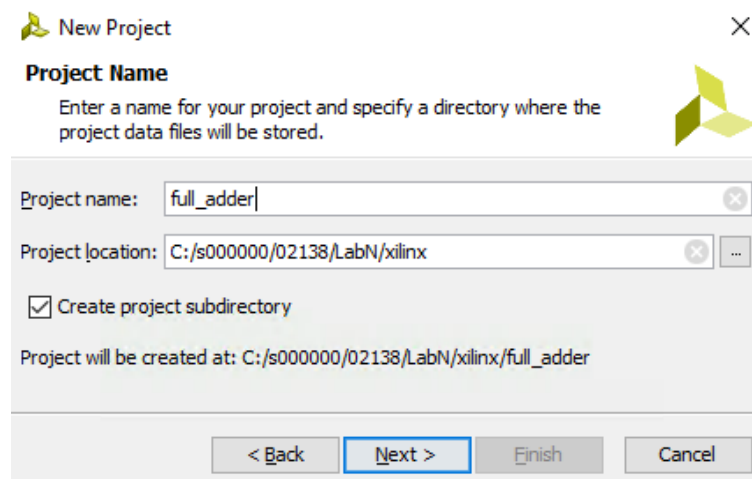 New Project
Project Name
Enter a name for your project and specify a directory where the
project data files will be stored.
Project name: full_adder
Project location: C:/s000000/02138/LabN/xilinx ...
Create project subdirectory
Project will be created at: C:/s000000/02138/LabN/xilinx/full_adder
< Back Next > Finish Cancel